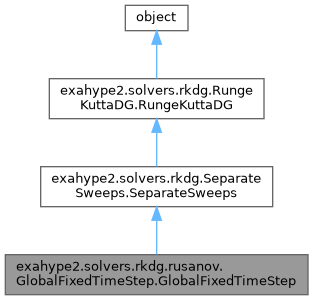 object
exahype2.solvers.rkdg.Runge
KuttaDG.RungeKuttaDG
exahype2.solvers.rkdg.Separate
Sweeps.SeparateSweeps
exahype2.solvers.rkdg.rusanov.
GlobalFixedTimeStep.GlobalFixedTimeStep